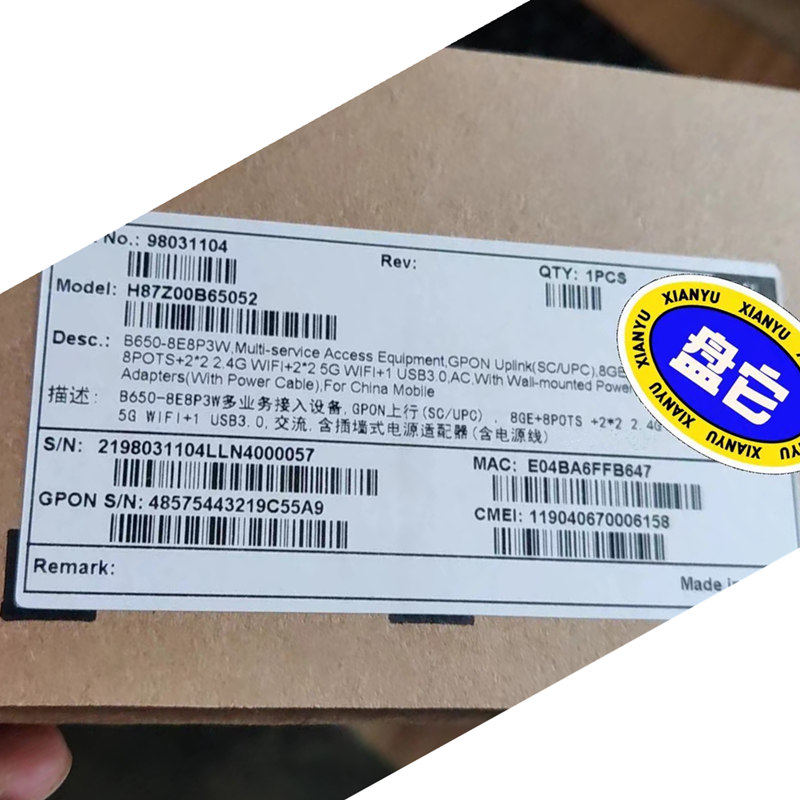 No.: 98031104
Rev:
QTY: 1PCS
Model: H87Z00B65052
Desc.: B650-8E8P3W,Multi-service Access Equipment,GPON Uplink(SC/UPC),8GE
8POTS+2*2 2.4G WIFI+2*2 5G WIFI+1 USB3.0,AC,With Wall-mounted Power
Adapters(With Power Cable),For China Mobile
描述: B650-8E8P3W多业务接入设备,GPON上行(SC/UPC) , 8GE+8POTS +2*2 2.4G
5G WIFI+1 USB3.0,交流,含插墙式电源适配器(含电源线)
S/N: 2198031104LLN4000057
MAC: E04BA6FFB647
GPON S/N: 48575443219C55A9
CMEI: 119040670006158
Remark:
Made in
XIANYU XIANYU
盘它
XIANYU XIANYU XIANYU XIANYU